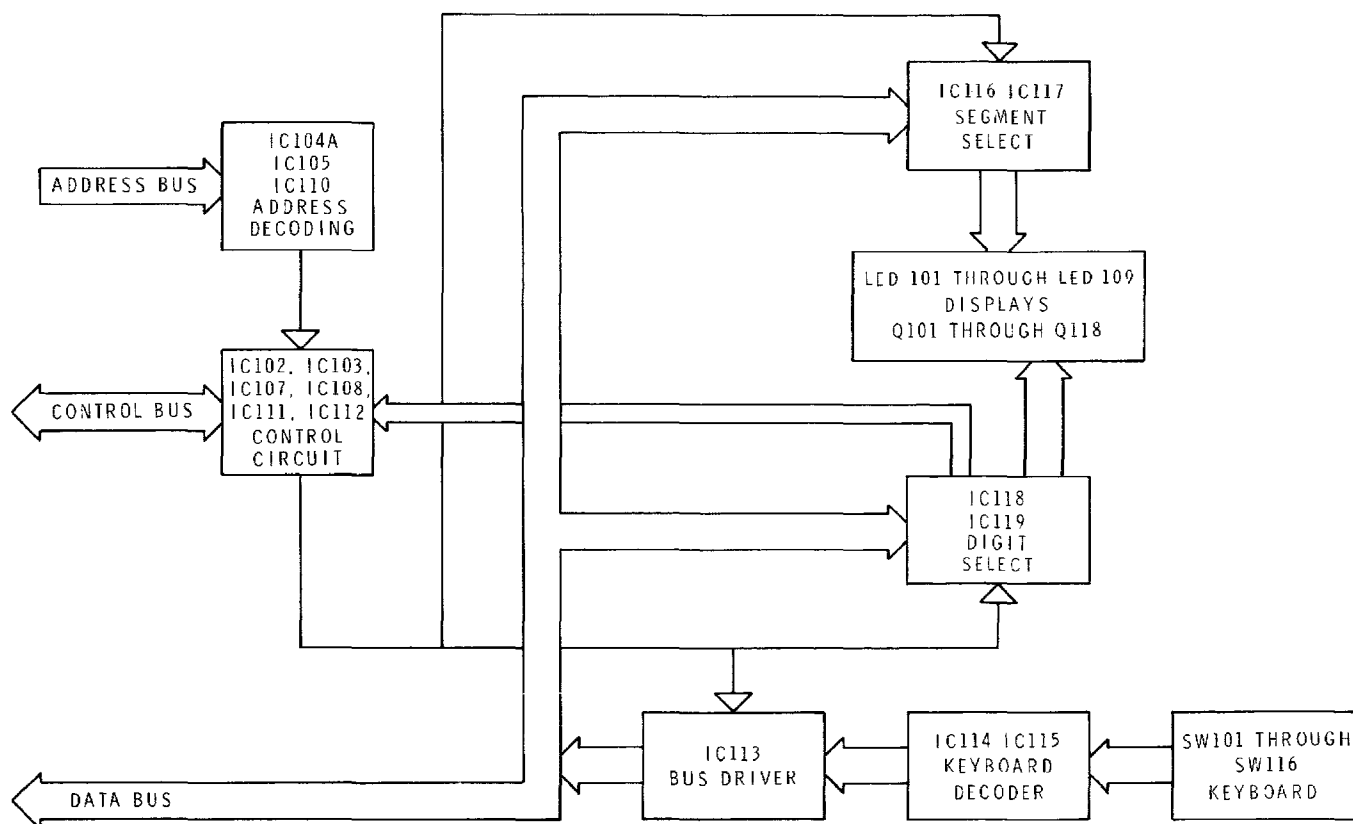 IC116 IC117
SEGMENT
SELECT
IC104A
IC105
IC110
ADDRESS
DECODING
ADDRESS BUS
LED 101 THROUGH LED 109
DISPLAYS
Q101 THROUGH Q118
IC102, IC103,
IC107, IC108,
IC111, IC112
CONTROL
CIRCUIT
CONTROL BUS
IC118
IC119
DIGIT
SELECT
IC113
BUS DRIVER
IC114 IC115
KEYBOARD
DECODER
SW101 THROUGH
SW116
KEYBOARD
DATA BUS